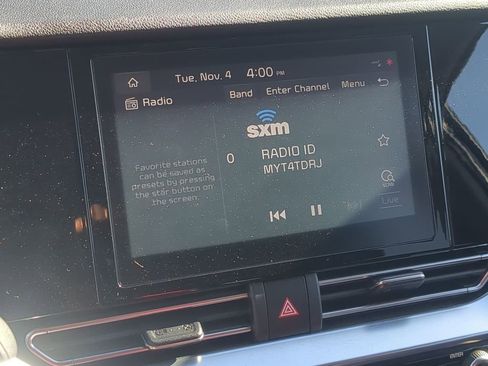 Tue, Nov. 4 4:00 PM
Radio Band Enter Channel Menu
sxm
0 RADIO ID
MYT4TDRJ
Favorite stations
can be saved as
presets by pressing
the star button on
the screen.
SCAN
Live
ENTER